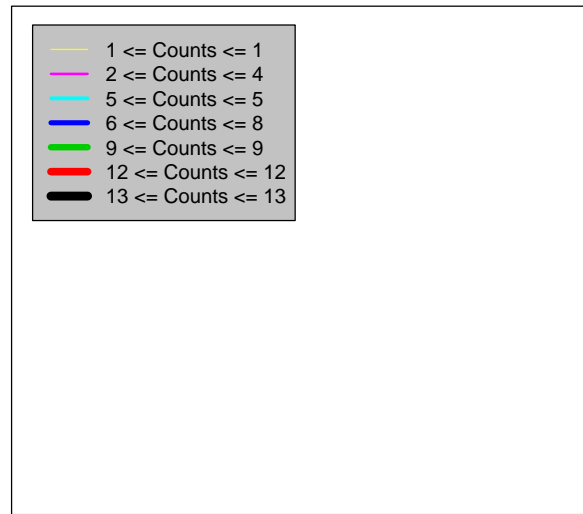 1 <= Counts <= 1
2 <= Counts <= 4
5 <= Counts <= 5
6 <= Counts <= 8
9 <= Counts <= 9
12 <= Counts <= 12
13 <= Counts <= 13